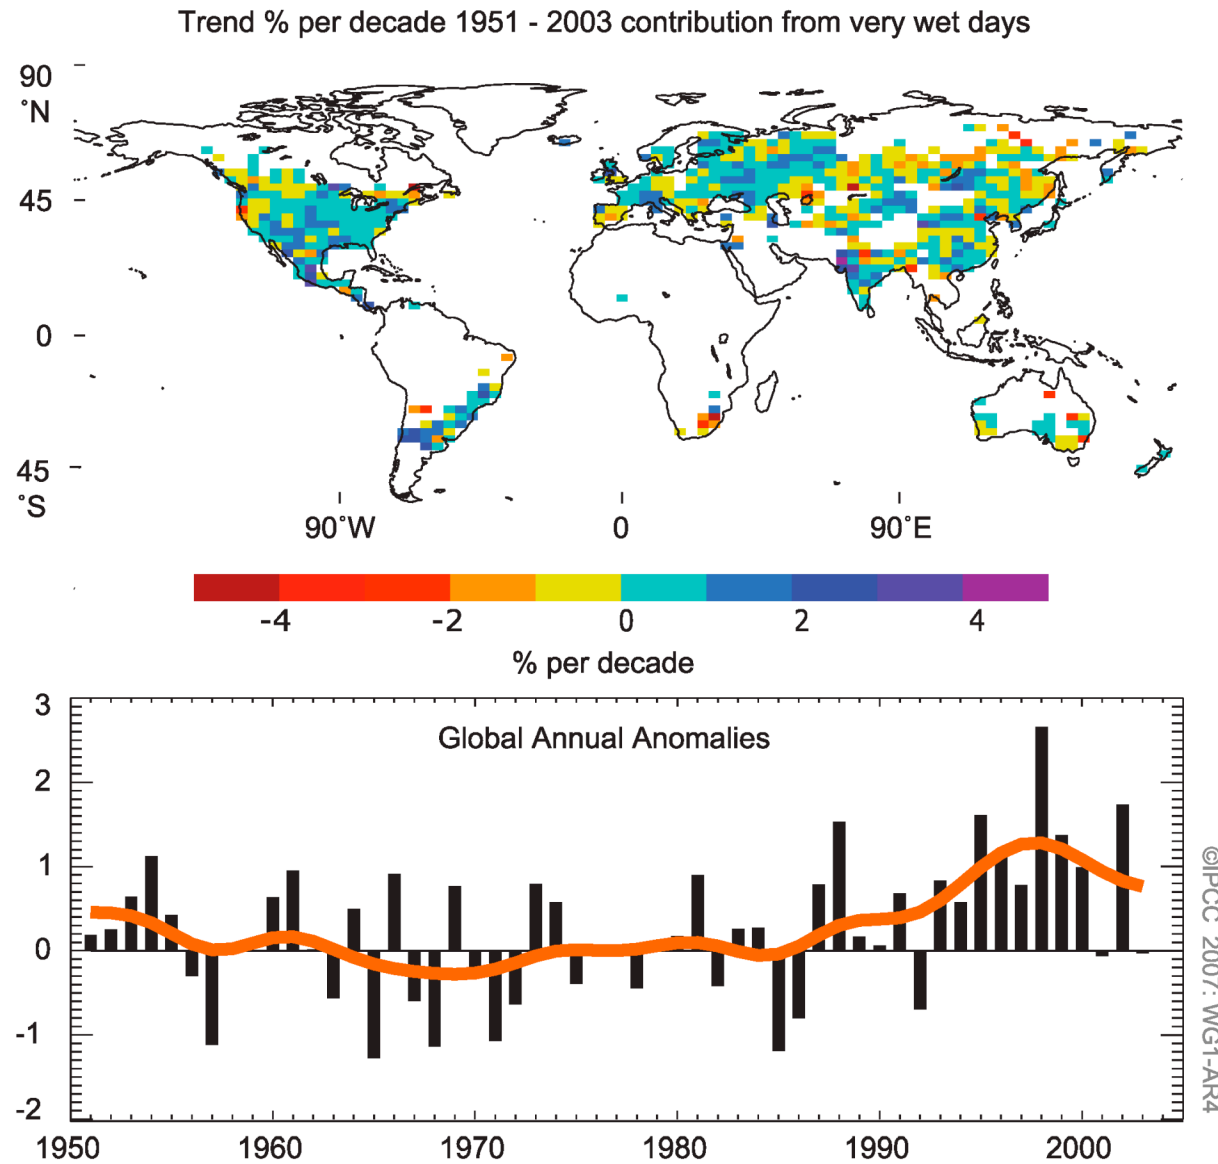 Trend % per decade 1951 - 2003 contribution from very wet days
90
˚N
45
0
45
˚S
90˚W 0 90˚E
-4 -2 0 2 4
% per decade
3
Global Annual Anomalies
2
1
0
-1
-2
1950 1960 1970 1980 1990 2000
©IPCC 2007: WG1-AR4